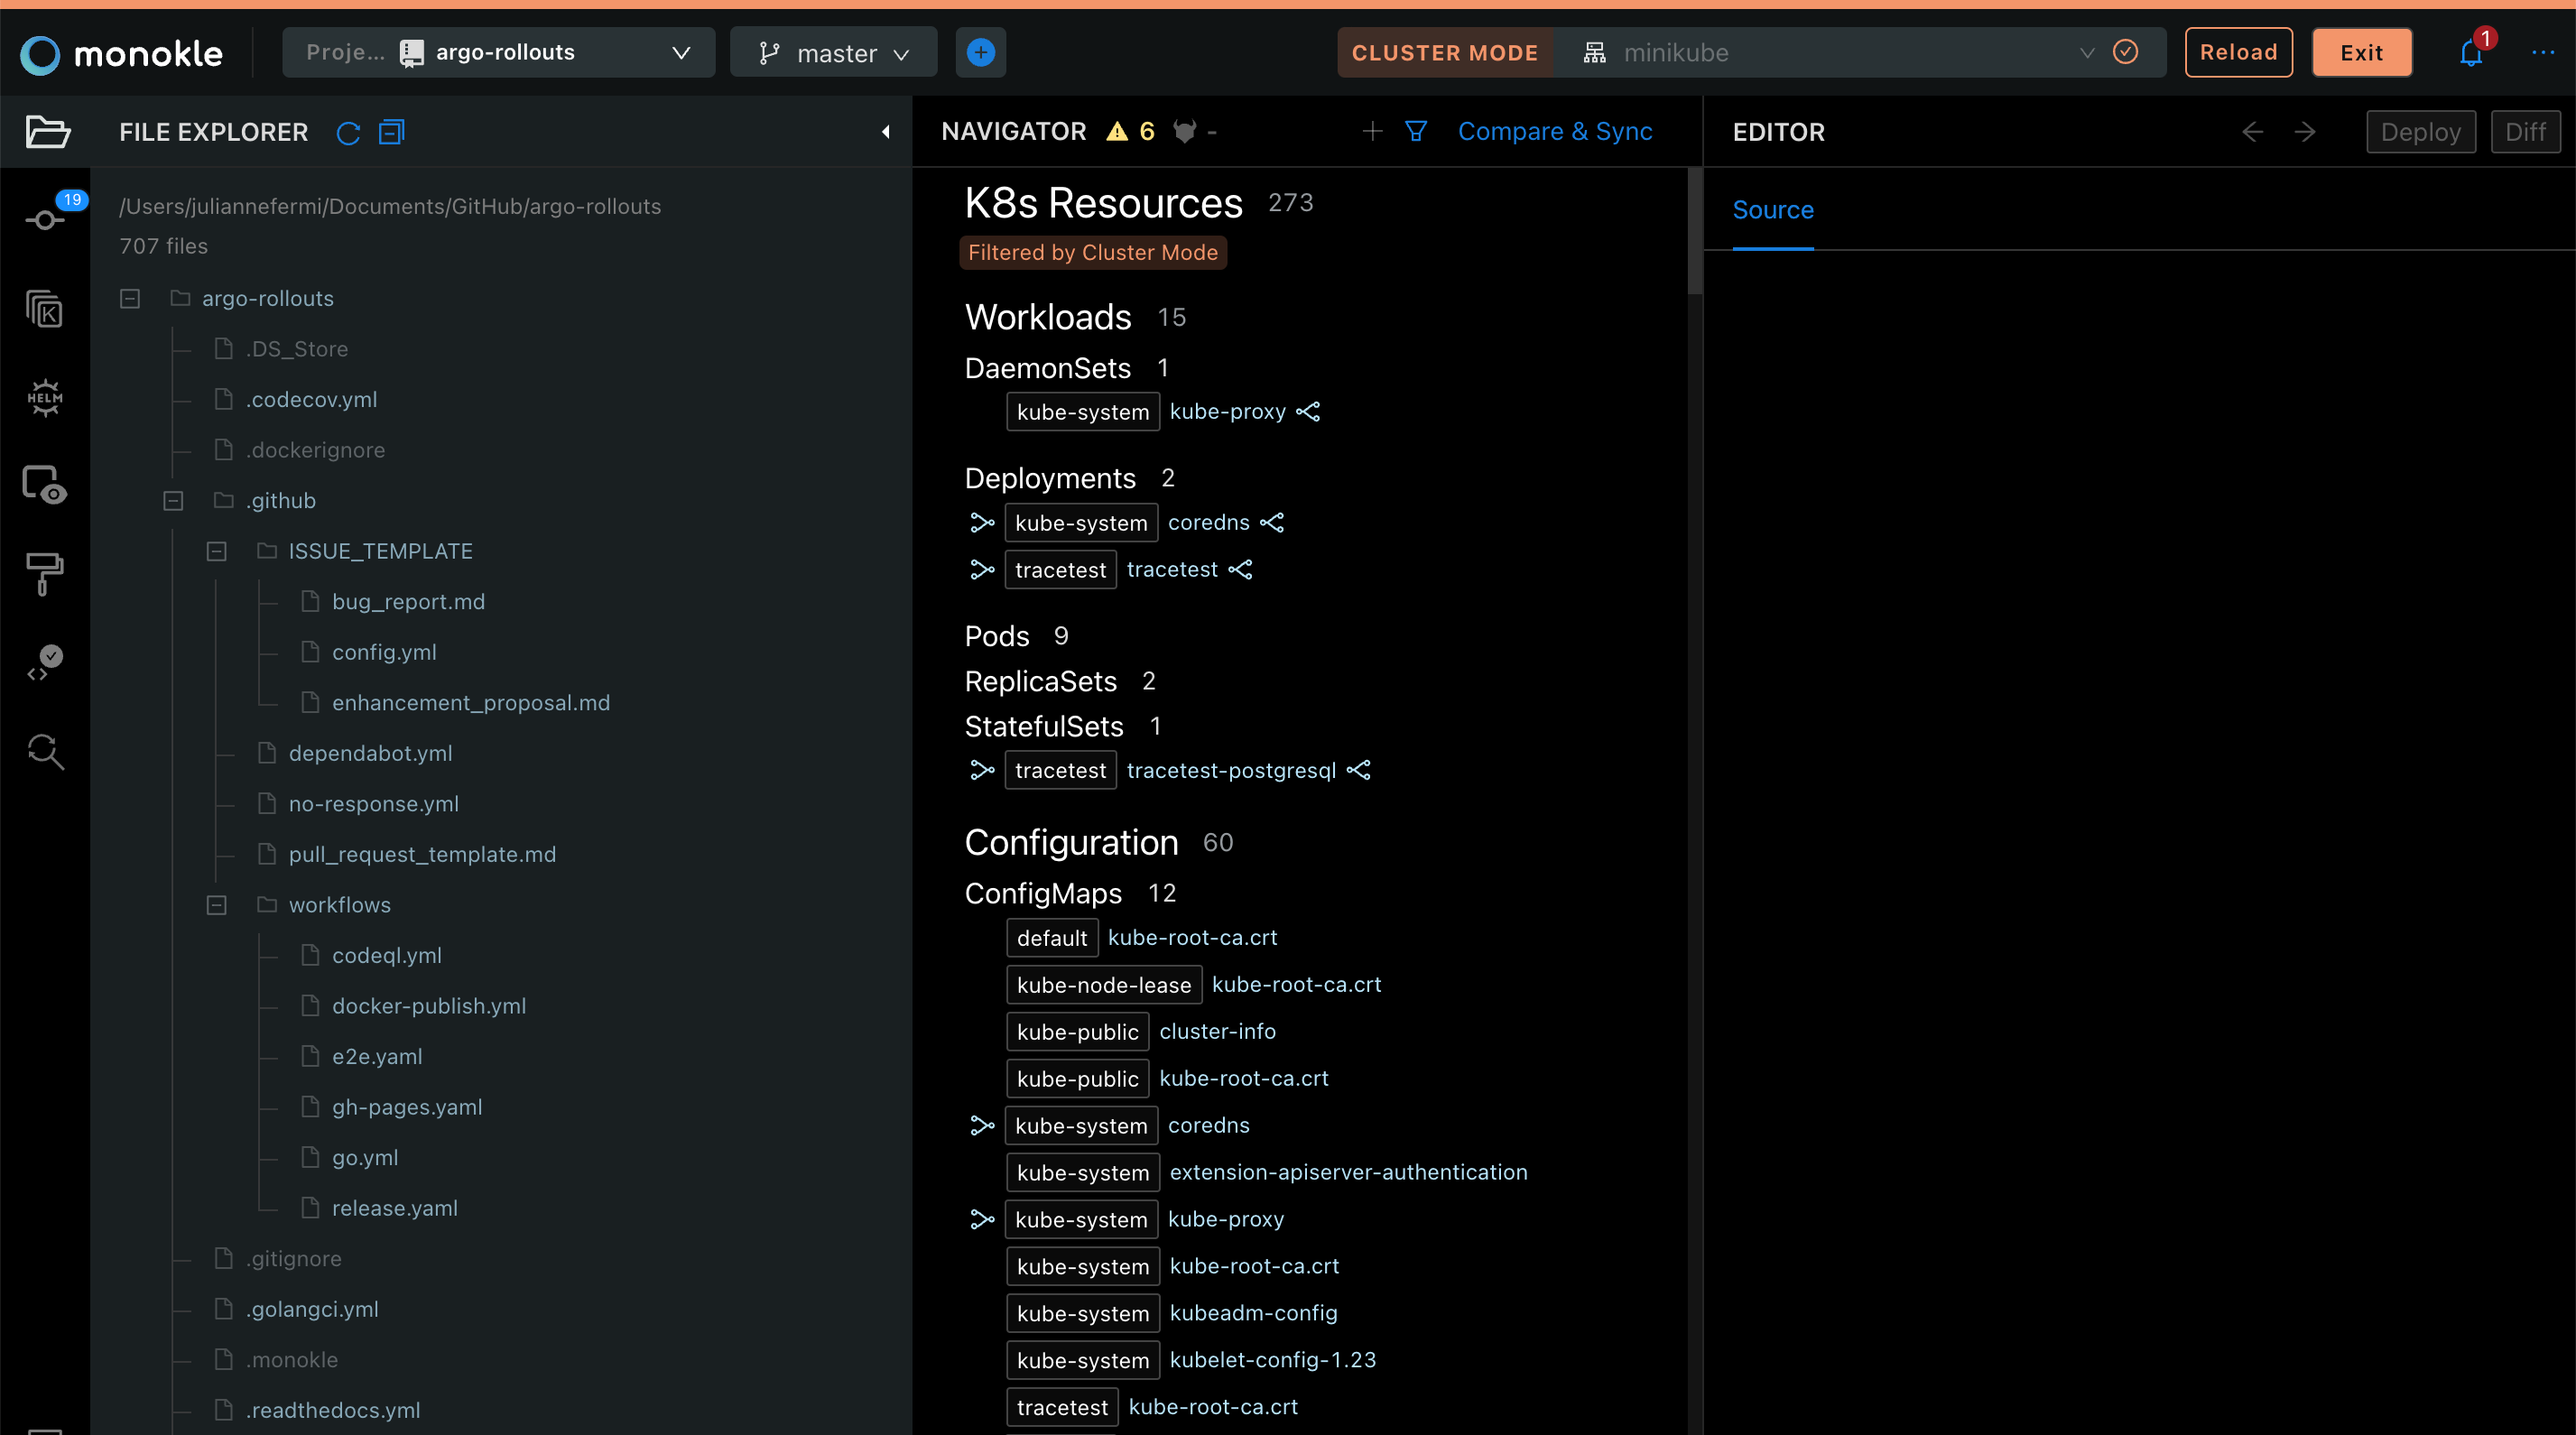 monokle
Proje... argo-rollouts
master
CLUSTER MODE minikube
Reload
Exit
1
FILE EXPLORER
19
HELM
/Users/juliannefermi/Documents/GitHub/argo-rollouts
707 files
argo-rollouts
.DS_Store
.codecov.yml
.dockerignore
.github
ISSUE_TEMPLATE
bug_report.md
config.yml
enhancement_proposal.md
dependabot.yml
no-response.yml
pull_request_template.md
workflows
codeql.yml
docker-publish.yml
e2e.yaml
gh-pages.yaml
go.yml
release.yaml
.gitignore
.golangci.yml
.monokle
.readthedocs.yml
NAVIGATOR 6 -
Compare & Sync
K8s Resources 273
Filtered by Cluster Mode
Workloads 15
DaemonSets 1
kube-system kube-proxy
Deployments 2
kube-system coredns
tracetest tracetest
Pods 9
ReplicaSets 2
StatefulSets 1
tracetest tracetest-postgresql
Configuration 60
ConfigMaps 12
default kube-root-ca.crt
kube-node-lease kube-root-ca.crt
kube-public cluster-info
kube-public kube-root-ca.crt
kube-system coredns
kube-system extension-apiserver-authentication
kube-system kube-proxy
kube-system kube-root-ca.crt
kube-system kubeadm-config
kube-system kubelet-config-1.23
tracetest kube-root-ca.crt
EDITOR
Deploy
Diff
Source